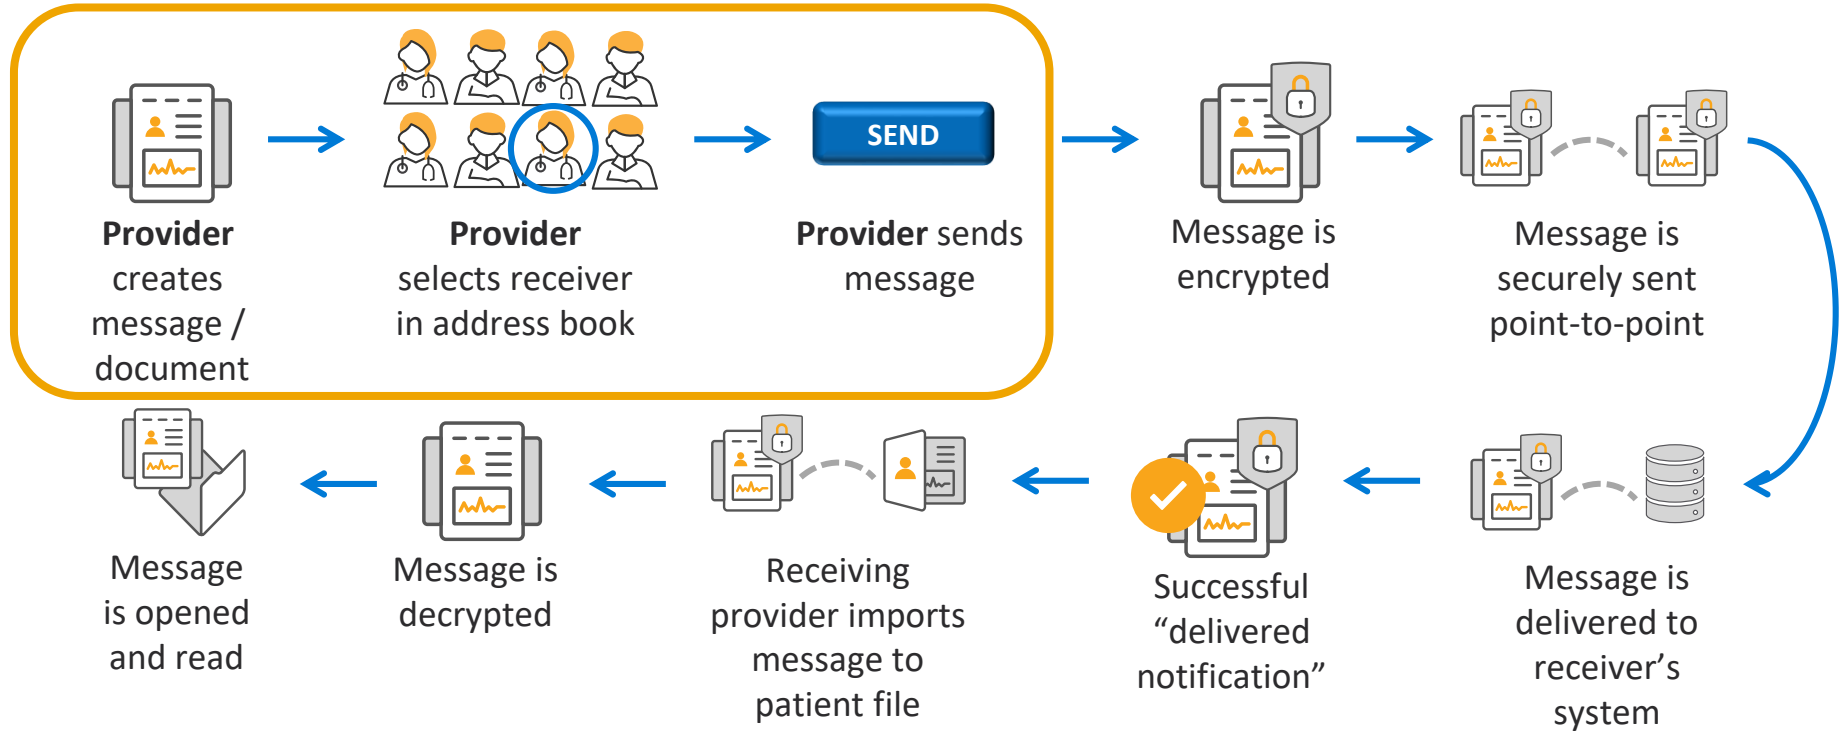 Provider
creates
message /
document
Provider
selects receiver
in address book
SEND
Provider sends
message
Message is
encrypted
Message is
securely sent
point-to-point
Message is
delivered to
receiver’s
system
Successful
“delivered
notification”
Receiving
provider imports
message to
patient file
Message is
decrypted
Message
is opened
and read